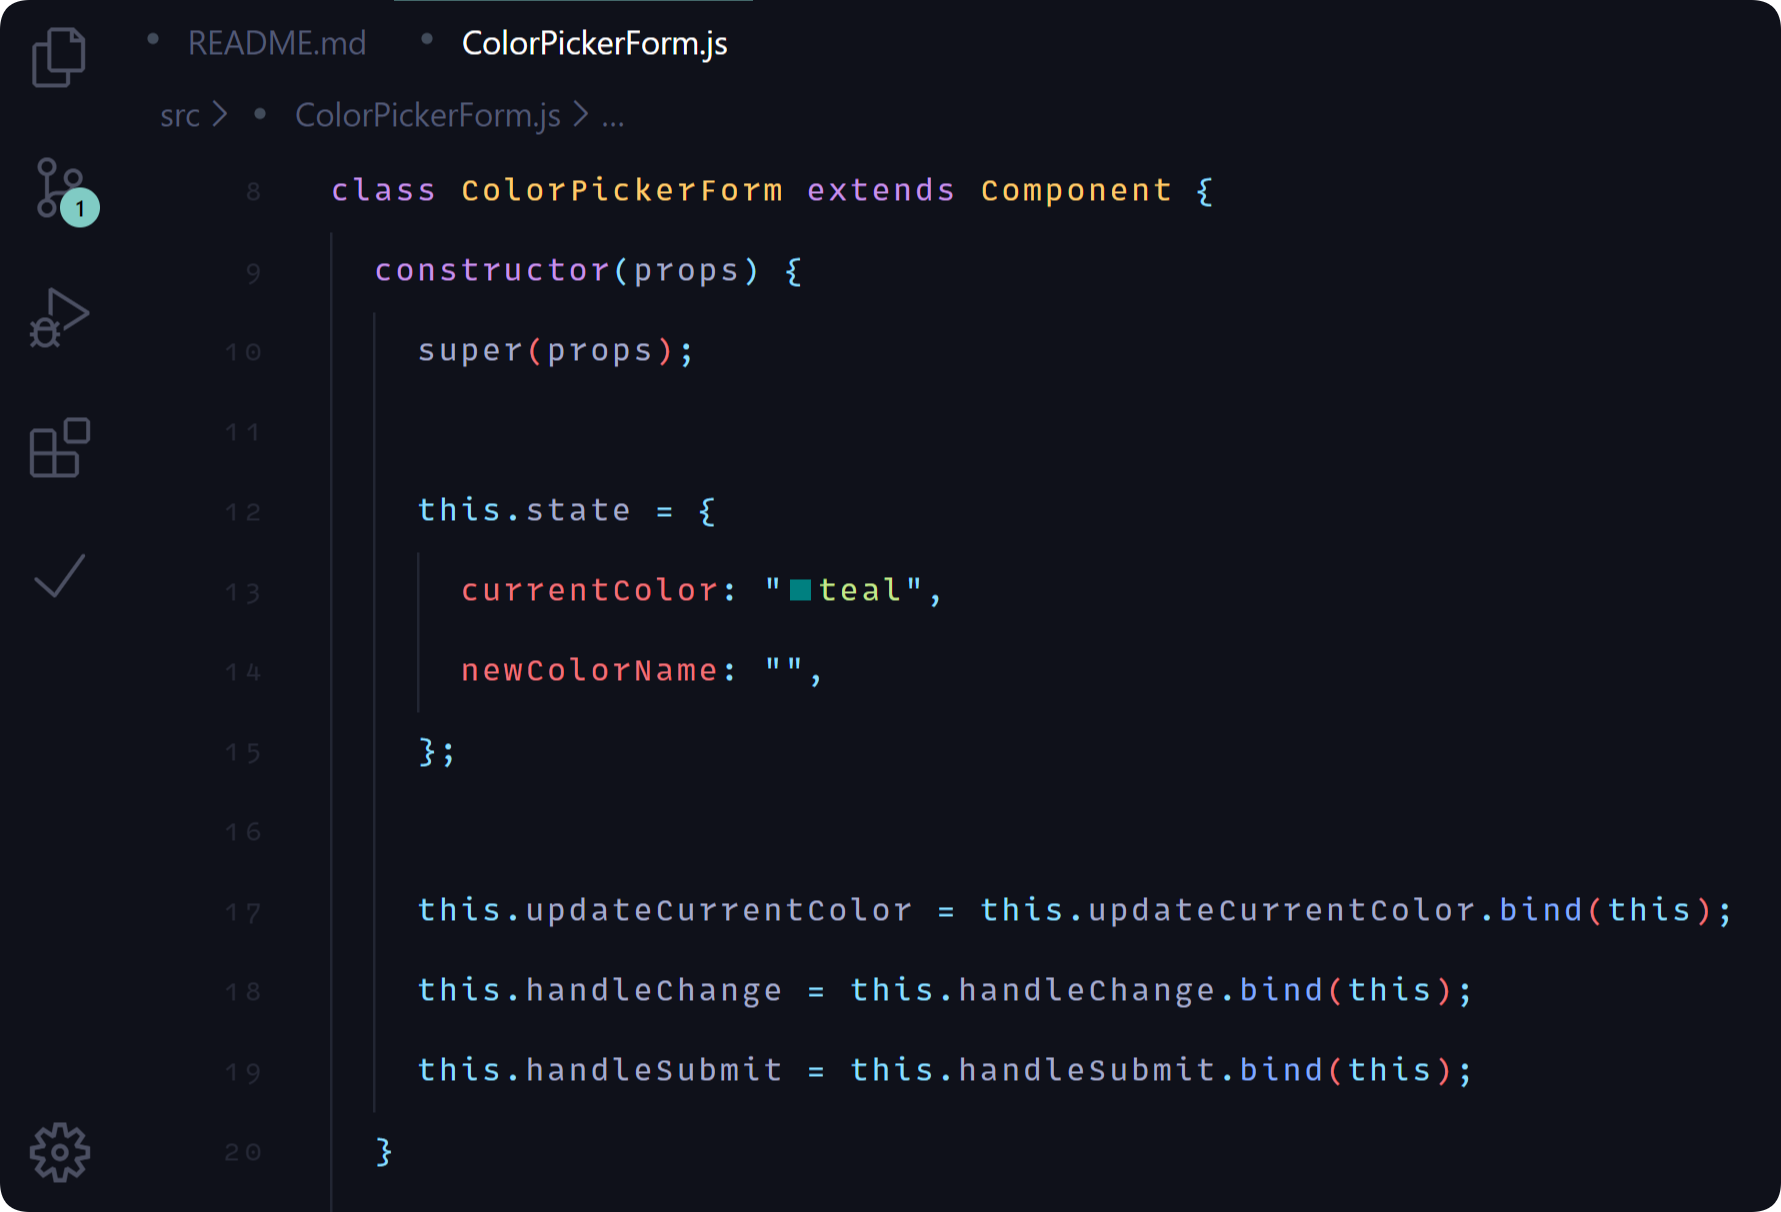 README.md ColorPickerForm.js
src > ColorPickerForm.js > ...
8 class ColorPickerForm extends Component {
1
9 constructor(props) {
10 super(props);
11
12 this.state = {
13 currentColor: "teal",
14 newColorName: "",
15 };
16
17 this.updateCurrentColor = this.updateCurrentColor.bind(this);
18 this.handleChange = this.handleChange.bind(this);
19 this.handleSubmit = this.handleSubmit.bind(this);
20 }